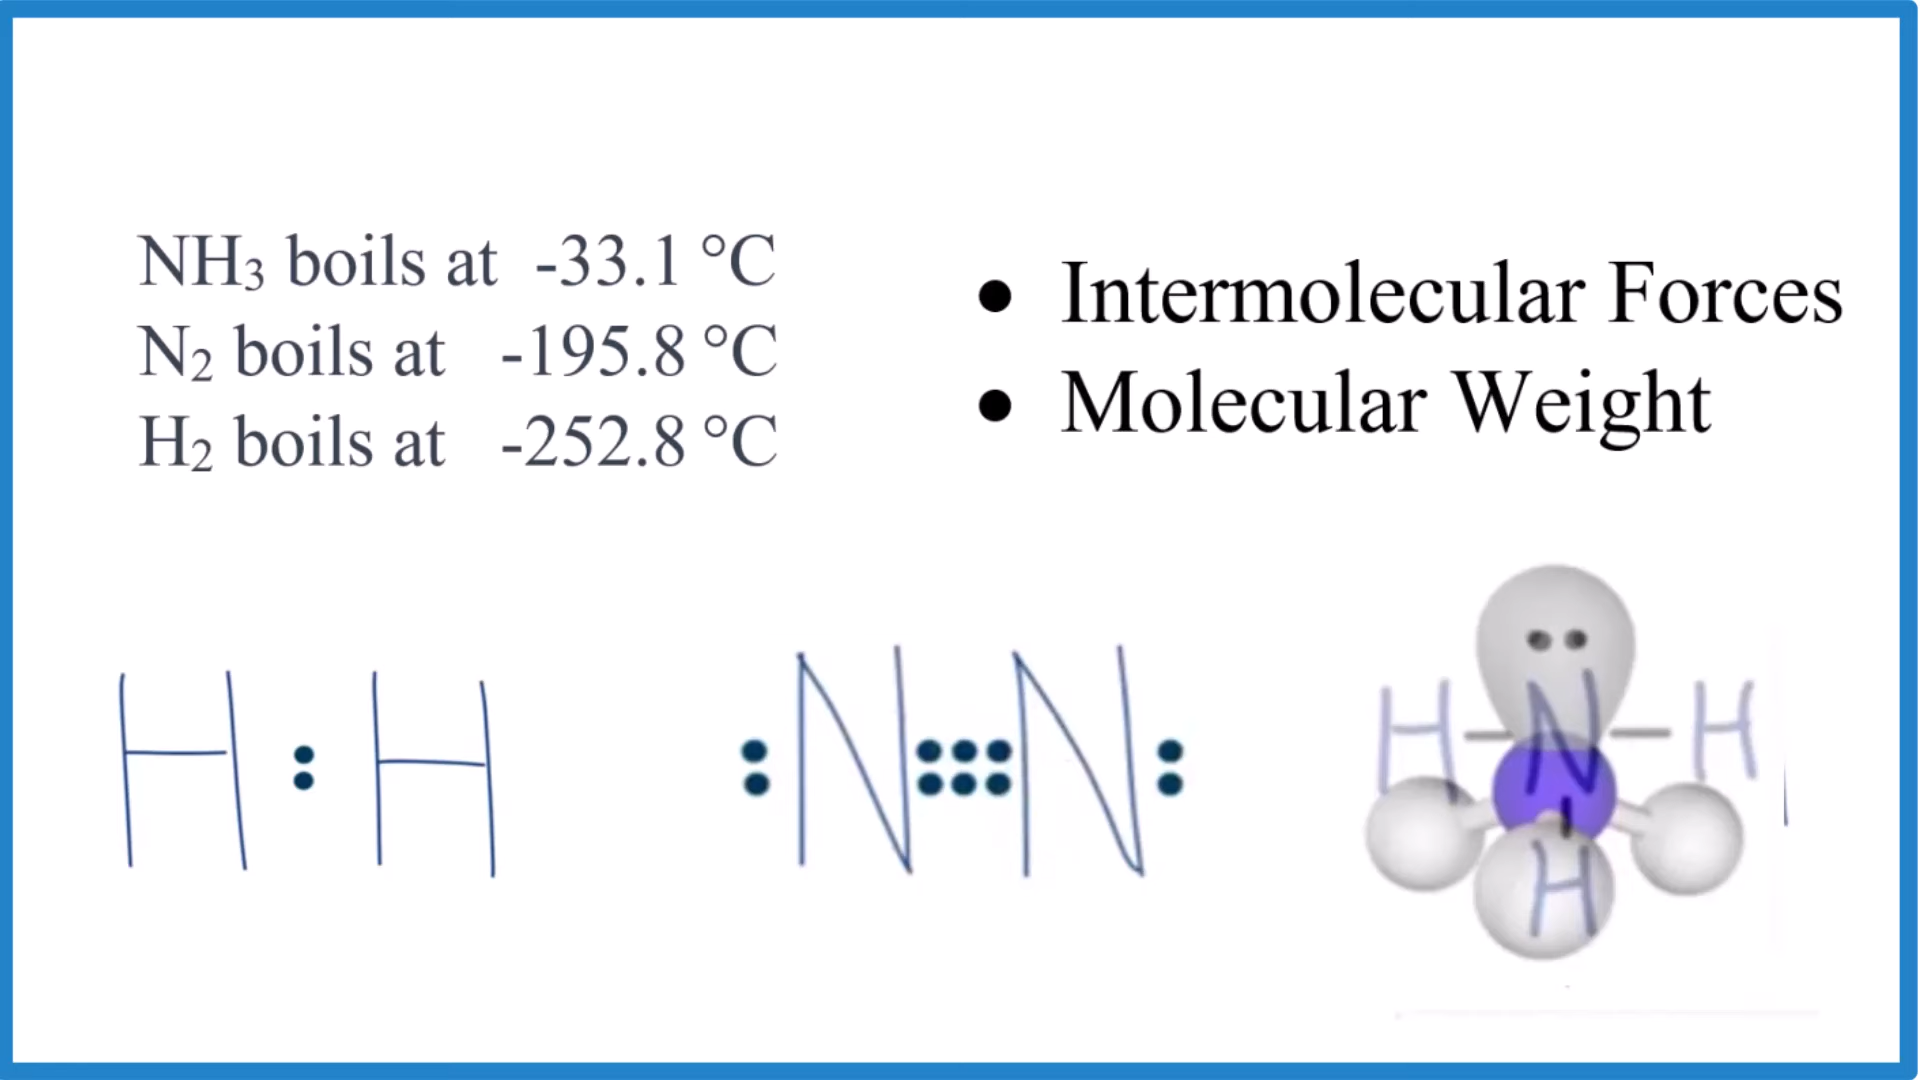 NH₃ boils at -33.1 °C
N₂ boils at -195.8 °C
H₂ boils at -252.8 °C
● Intermolecular Forces
● Molecular Weight
H : H
:N:::N:
H — N — H
|
H